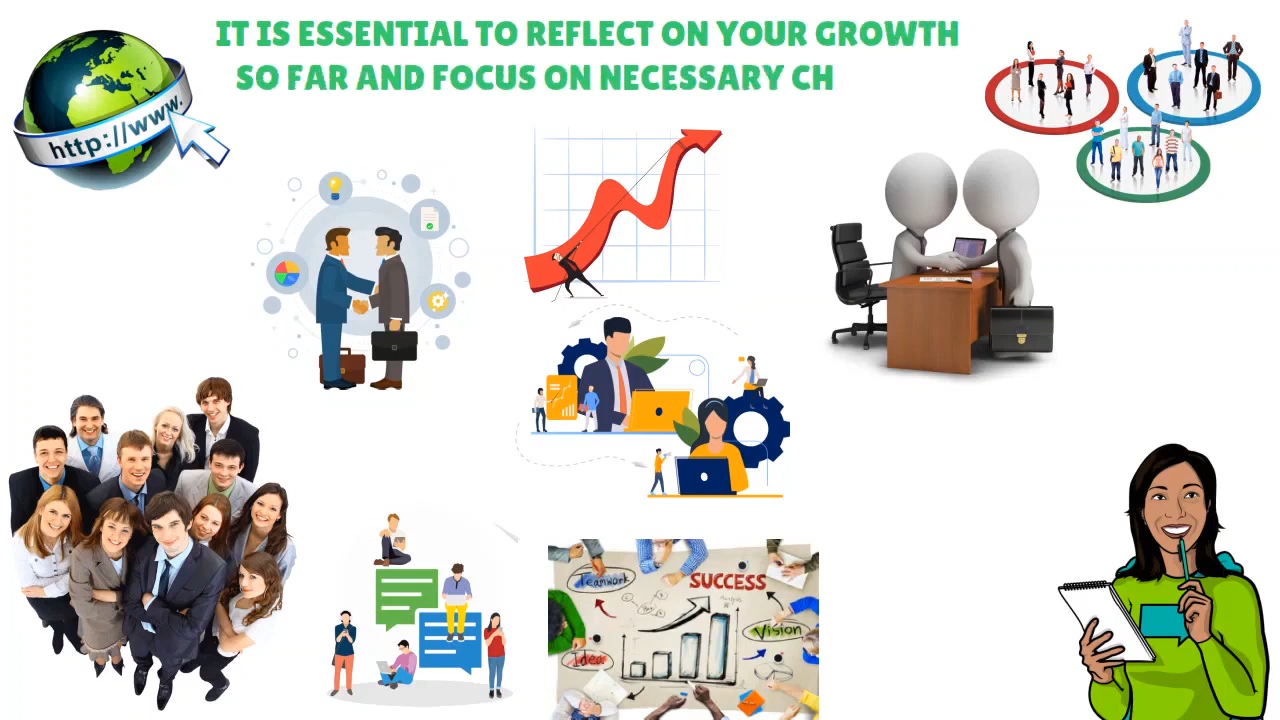 IT IS ESSENTIAL TO REFLECT ON YOUR GROWTH
SO FAR AND FOCUS ON NECESSARY CH
http://www.
Teamwork
SUCCESS
Analysis
Vision
Idea